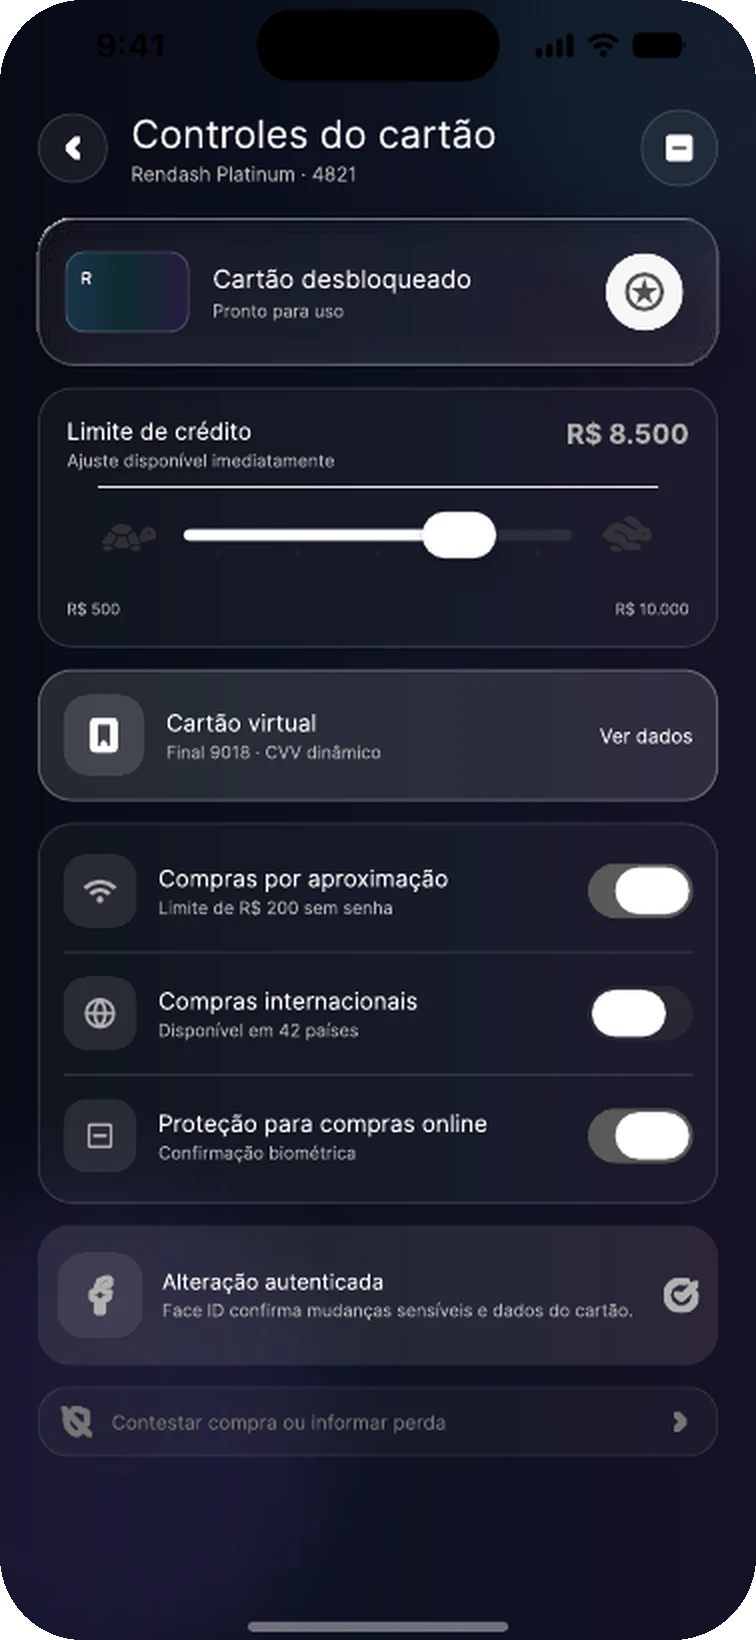 9:41
Controles do cartão
Rendash Platinum · 4821
R
Cartão desbloqueado
Pronto para uso
Limite de crédito
R$ 8.500
Ajuste disponível imediatamente
R$ 500
R$ 10.000
Cartão virtual
Final 9018 · CVV dinâmico
Ver dados
Compras por aproximação
Limite de R$ 200 sem senha
Compras internacionais
Disponível em 42 países
Proteção para compras online
Confirmação biométrica
Alteração autenticada
Face ID confirma mudanças sensíveis e dados do cartão.
Contestar compra ou informar perda